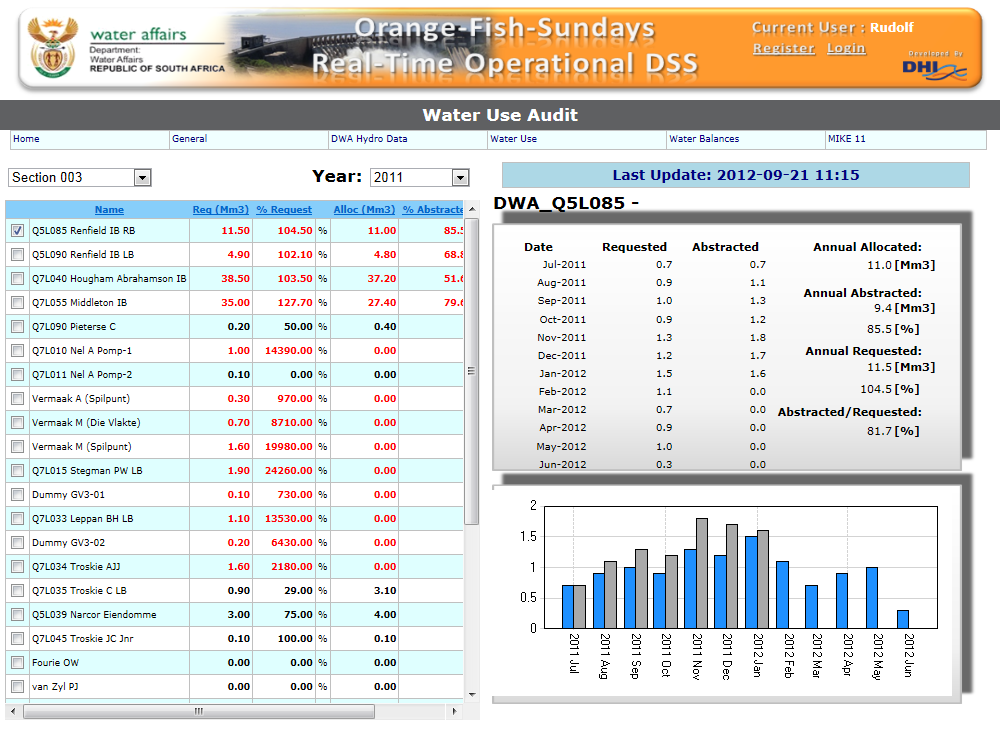 water affairs
Department:
Water Affairs
REPUBLIC OF SOUTH AFRICA
Orange-Fish-Sundays
Real-Time Operational DSS
Current User : Rudolf
Register Login
Developed By
DHI
Water Use Audit
Home General DWA Hydro Data Water Use Water Balances MIKE 11
Section 003 Year: 2011
Last Update: 2012-09-21 11:15
Name Req (Mm3) % Request Alloc (Mm3) % Abstracte
Q5L085 Renfield IB RB 11.50 104.50 % 11.00 85.5
Q5L090 Renfield IB LB 4.90 102.10 % 4.80 68.8
Q7L040 Hougham Abrahamson IB 38.50 103.50 % 37.20 51.6
Q7L055 Middleton IB 35.00 127.70 % 27.40 79.6
Q7L090 Pieterse C 0.20 50.00 % 0.40
Q7L010 Nel A Pomp-1 1.00 14390.00 % 0.00
Q7L011 Nel A Pomp-2 0.10 0.00 % 0.00
Vermaak A (Spilpunt) 0.30 970.00 % 0.00
Vermaak M (Die Vlakte) 0.70 8710.00 % 0.00
Vermaak M (Spilpunt) 1.60 19980.00 % 0.00
Q7L015 Stegman PW LB 1.90 24260.00 % 0.00
Dummy GV3-01 0.10 730.00 % 0.00
Q7L033 Leppan BH LB 1.10 13530.00 % 0.00
Dummy GV3-02 0.20 6430.00 % 0.00
Q7L034 Troskie AJJ 1.60 2180.00 % 0.00
Q7L035 Troskie C LB 0.90 29.00 % 3.10
Q5L039 Narcor Eiendomme 3.00 75.00 % 4.00
Q7L045 Troskie JC Jnr 0.10 100.00 % 0.10
Fourie OW 0.00 0.00 % 0.00
van Zyl PJ 0.00 0.00 % 0.00
DWA_Q5L085 -
Date Requested Abstracted
Jul-2011 0.7 0.7
Aug-2011 0.9 1.1
Sep-2011 1.0 1.3
Oct-2011 0.9 1.2
Nov-2011 1.3 1.8
Dec-2011 1.2 1.7
Jan-2012 1.5 1.6
Feb-2012 1.1 0.0
Mar-2012 0.7 0.0
Apr-2012 0.9 0.0
May-2012 1.0 0.0
Jun-2012 0.3 0.0
Annual Allocated:
11.0 [Mm3]
Annual Abstracted:
9.4 [Mm3]
85.5 [%]
Annual Requested:
11.5 [Mm3]
104.5 [%]
Abstracted/Requested:
81.7 [%]
2
1.5
1
0.5
0
2011 Jul
2011 Aug
2011 Sep
2011 Oct
2011 Nov
2011 Dec
2012 Jan
2012 Feb
2012 Mar
2012 Apr
2012 May
2012 Jun